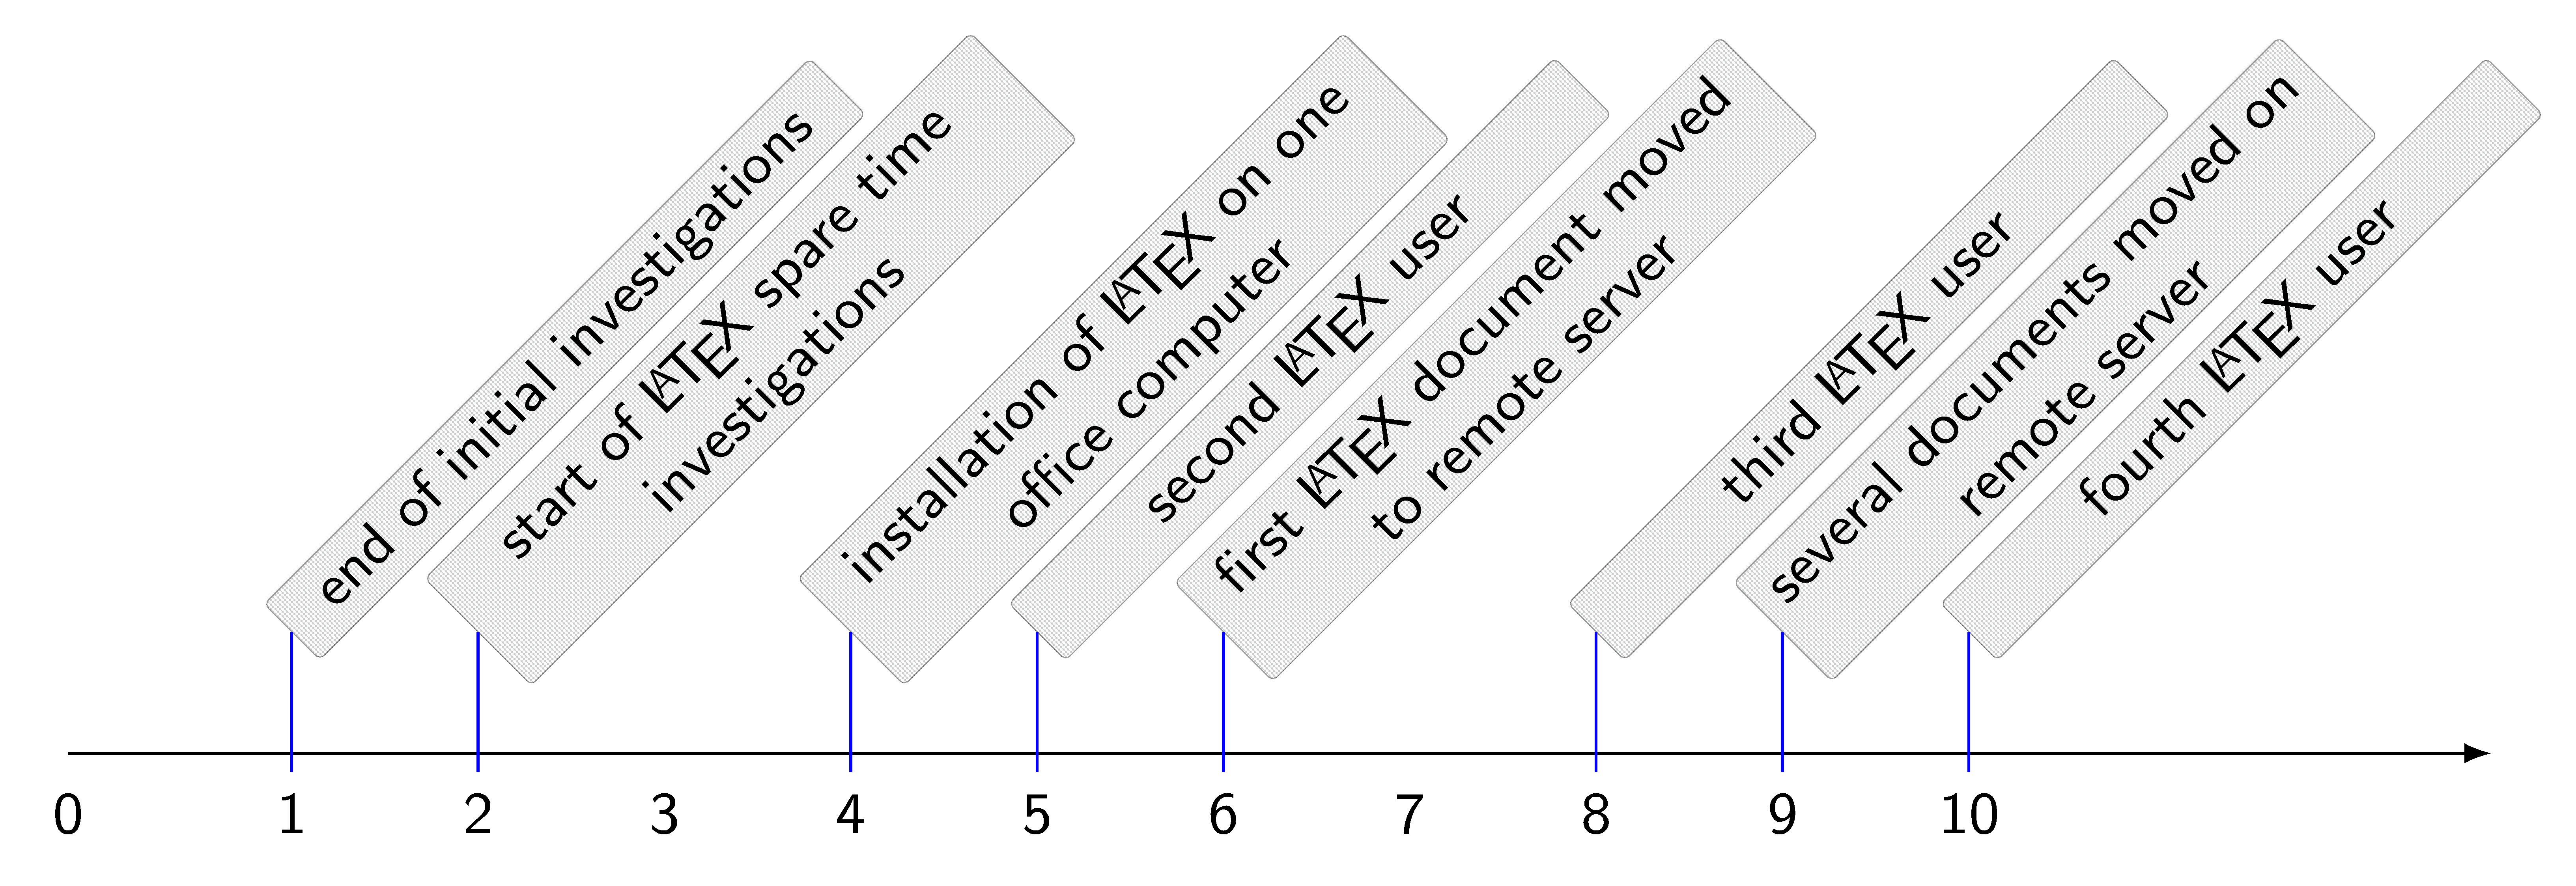 end of initial investigations
start of LATEX spare time
investigations
installation of LATEX on one
office computer
second LATEX user
first LATEX document moved
to remote server
third LATEX user
several documents moved on
remote server
fourth LATEX user
0 1 2 3 4 5 6 7 8 9 10